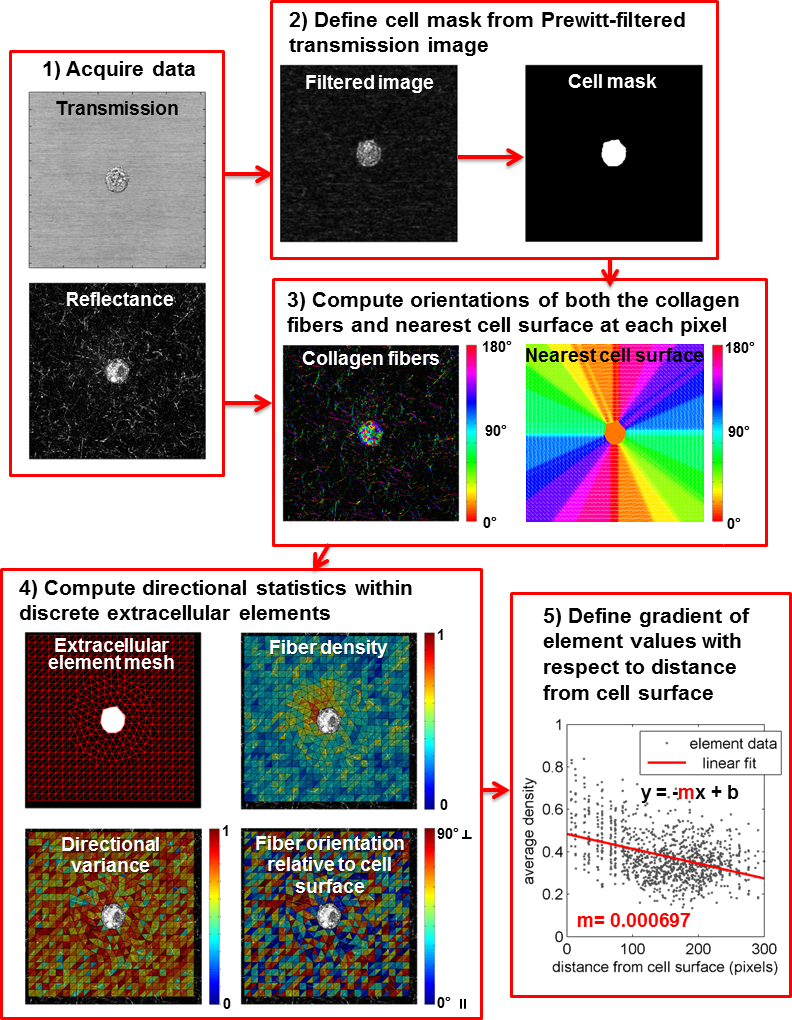 1) Acquire data
Transmission
Reflectance
2) Define cell mask from Prewitt-filtered
transmission image
Filtered image
Cell mask
3) Compute orientations of both the collagen
fibers and nearest cell surface at each pixel
Collagen fibers
180°
90°
0°
Nearest cell surface
180°
90°
0°
4) Compute directional statistics within
discrete extracellular elements
Extracellular
element mesh
Fiber density
1
0
Directional
variance
1
0
Fiber orientation
relative to cell
surface
90° ⊥
0° =
5) Define gradient of
element values with
respect to distance
from cell surface
element data
linear fit
y = -mx + b
m= 0.000697
average density
1
0.8
0.6
0.4
0.2
0
0
100
200
300
distance from cell surface (pixels)